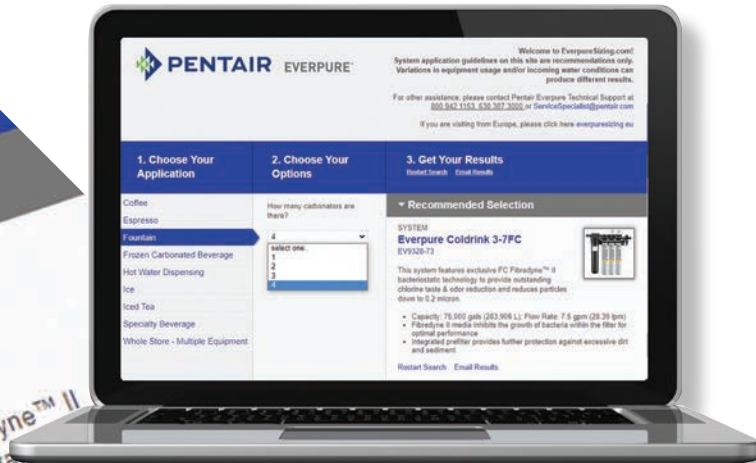 PENTAIR EVERPURE
Welcome to EverpureSizing.com!
System application guidelines on this site are recommendations only.
Variations in equipment usage and/or incoming water conditions can
produce different results.
For other assistance, please contact Pentair Everpure Technical Support at
800.942.1153, 630.307.3000 or ServiceSpecialist@pentair.com
If you are visiting from Europe, please click here everpuresizing.eu
1. Choose Your
Application
2. Choose Your
Options
3. Get Your Results
Restart Search Email Results
Coffee
Espresso
Fountain
Frozen Carbonated Beverage
Hot Water Dispensing
Ice
Iced Tea
Specialty Beverage
Whole Store - Multiple Equipment
How many carbonators are
there?
4
select one.
1
2
3
4
Recommended Selection
SYSTEM
Everpure Coldrink 3-7FC
EV9328-73
This system features exclusive FC Fibredyne™ II
bacteriostatic technology to provide outstanding
chlorine taste & odor reduction and reduces particles
down to 0.2 micron.
• Capacity: 75,000 gals (283,906 L); Flow Rate: 7.5 gpm (28.39 lpm)
• Fibredyne II media inhibits the growth of bacteria within the filter for
optimal performance
• Integrated prefilter provides further protection against excessive dirt
and sediment
Restart Search Email Results
yne™ II